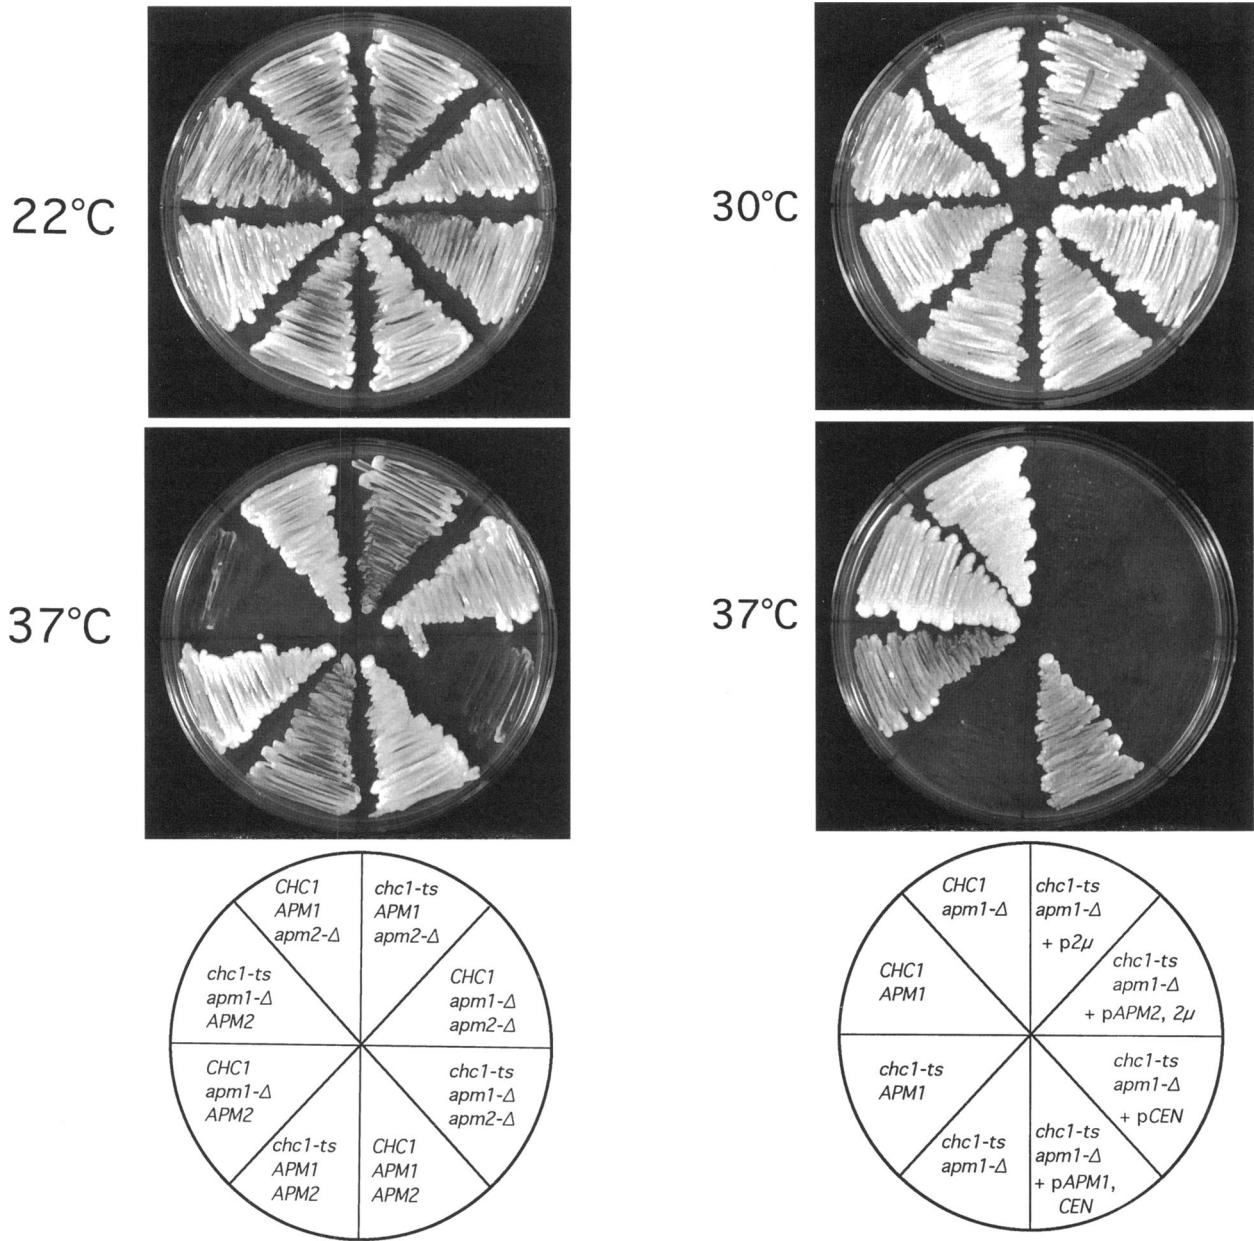 22°C
30°C
37°C
37°C
CHC1
APM1
apm2-Δ
chc1-ts
APM1
apm2-Δ
chc1-ts
apm1-Δ
APM2
CHC1
apm1-Δ
apm2-Δ
CHC1
apm1-Δ
APM2
chc1-ts
apm1-Δ
apm2-Δ
chc1-ts
APM1
APM2
CHC1
APM1
APM2
CHC1
apm1-Δ
chc1-ts
apm1-Δ
+ p2μ
CHC1
APM1
chc1-ts
apm1-Δ
+ pAPM2, 2μ
chc1-ts
APM1
chc1-ts
apm1-Δ
+ pCEN
chc1-ts
apm1-Δ
chc1-ts
apm1-Δ
+ pAPM1,
CEN